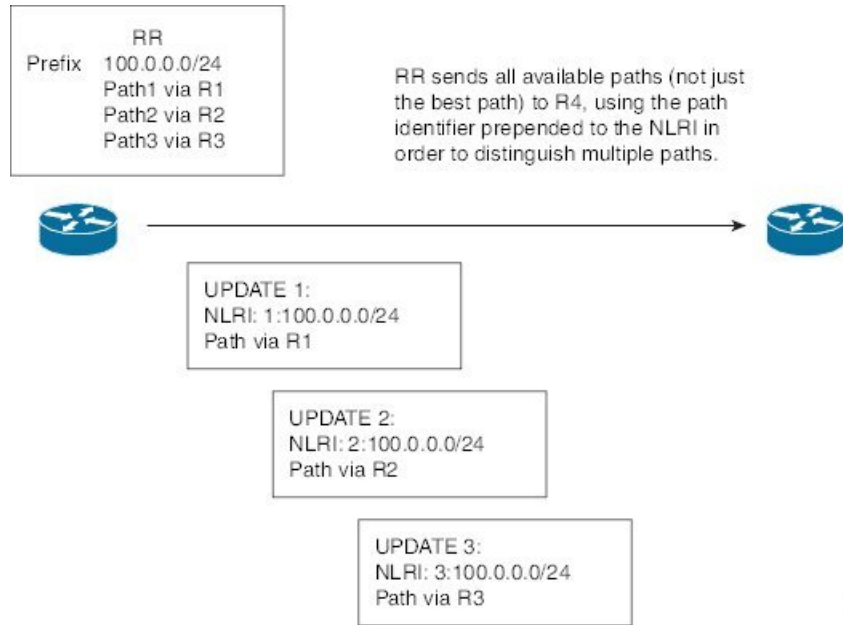 RR
Prefix 100.0.0.0/24
Path1 via R1
Path2 via R2
Path3 via R3
RR sends all available paths (not just
the best path) to R4, using the path
identifier prepended to the NLRI in
order to distinguish multiple paths.
UPDATE 1:
NLRI: 1:100.0.0.0/24
Path via R1
UPDATE 2:
NLRI: 2:100.0.0.0/24
Path via R2
UPDATE 3:
NLRI: 3:100.0.0.0/24
Path via R3